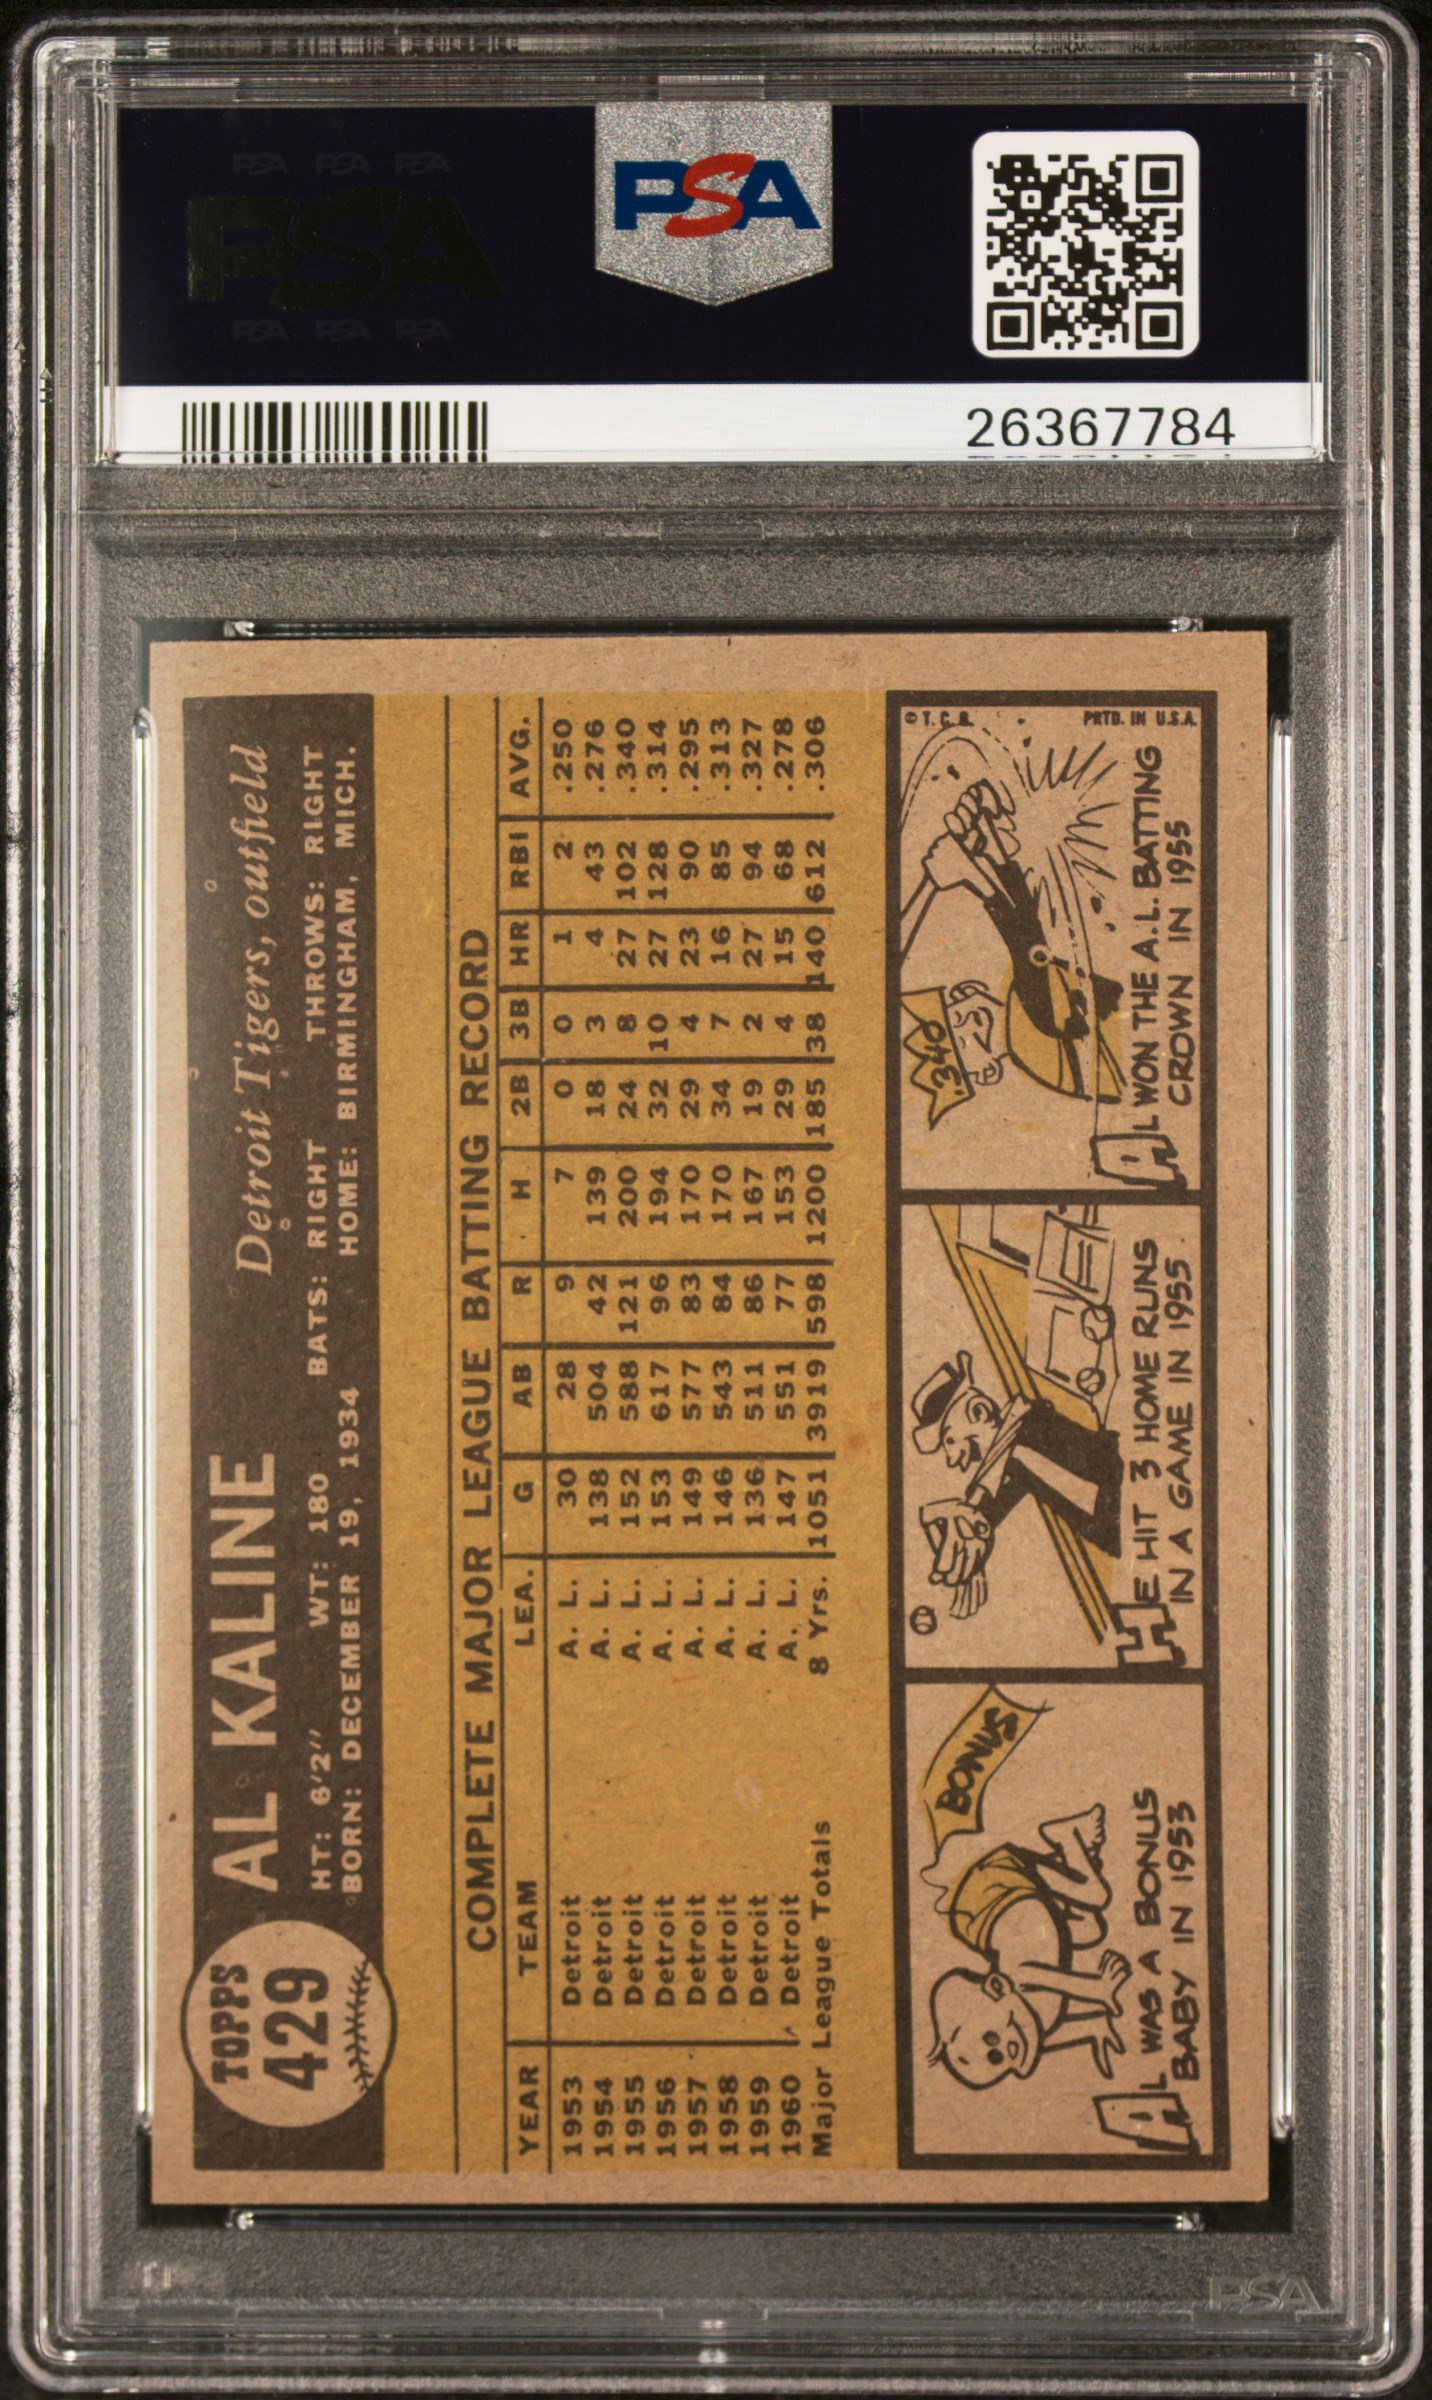 PSA PSA PSA
PSA
PSA PSA PSA
PSA
26367784
TOPPS
429
AL KALINE Detroit Tigers, outfield
HT: 6'2" WT: 180 BATS: RIGHT THROWS: RIGHT
BORN: DECEMBER 19, 1934 HOME: BIRMINGHAM, MICH.
COMPLETE MAJOR LEAGUE BATTING RECORD
YEAR TEAM LEA. G AB R H 2B 3B HR RBI AVG.
1953 Detroit A. L. 30 28 9 7 0 0 1 2 .250
1954 Detroit A. L. 138 504 42 139 18 3 4 43 .276
1955 Detroit A. L. 152 588 121 200 24 8 27 102 .340
1956 Detroit A. L. 153 617 96 194 32 10 27 128 .314
1957 Detroit A. L. 149 577 83 170 29 4 23 90 .295
1958 Detroit A. L. 146 543 84 170 34 7 16 85 .313
1959 Detroit A. L. 136 511 86 167 19 2 27 94 .327
1960 Detroit A. L. 147 551 77 153 29 4 15 68 .278
Major League Totals 8 Yrs. 1051 3919 598 1200 185 38 140 612 .306
BONUS
AL WAS A BONUS
BABY IN 1953
HE HIT 3 HOME RUNS
IN A GAME IN 1955.
.340
© T. C. G. PRTD. IN U.S.A.
AL WON THE A.L. BATTING
CROWN IN 1955
PSA